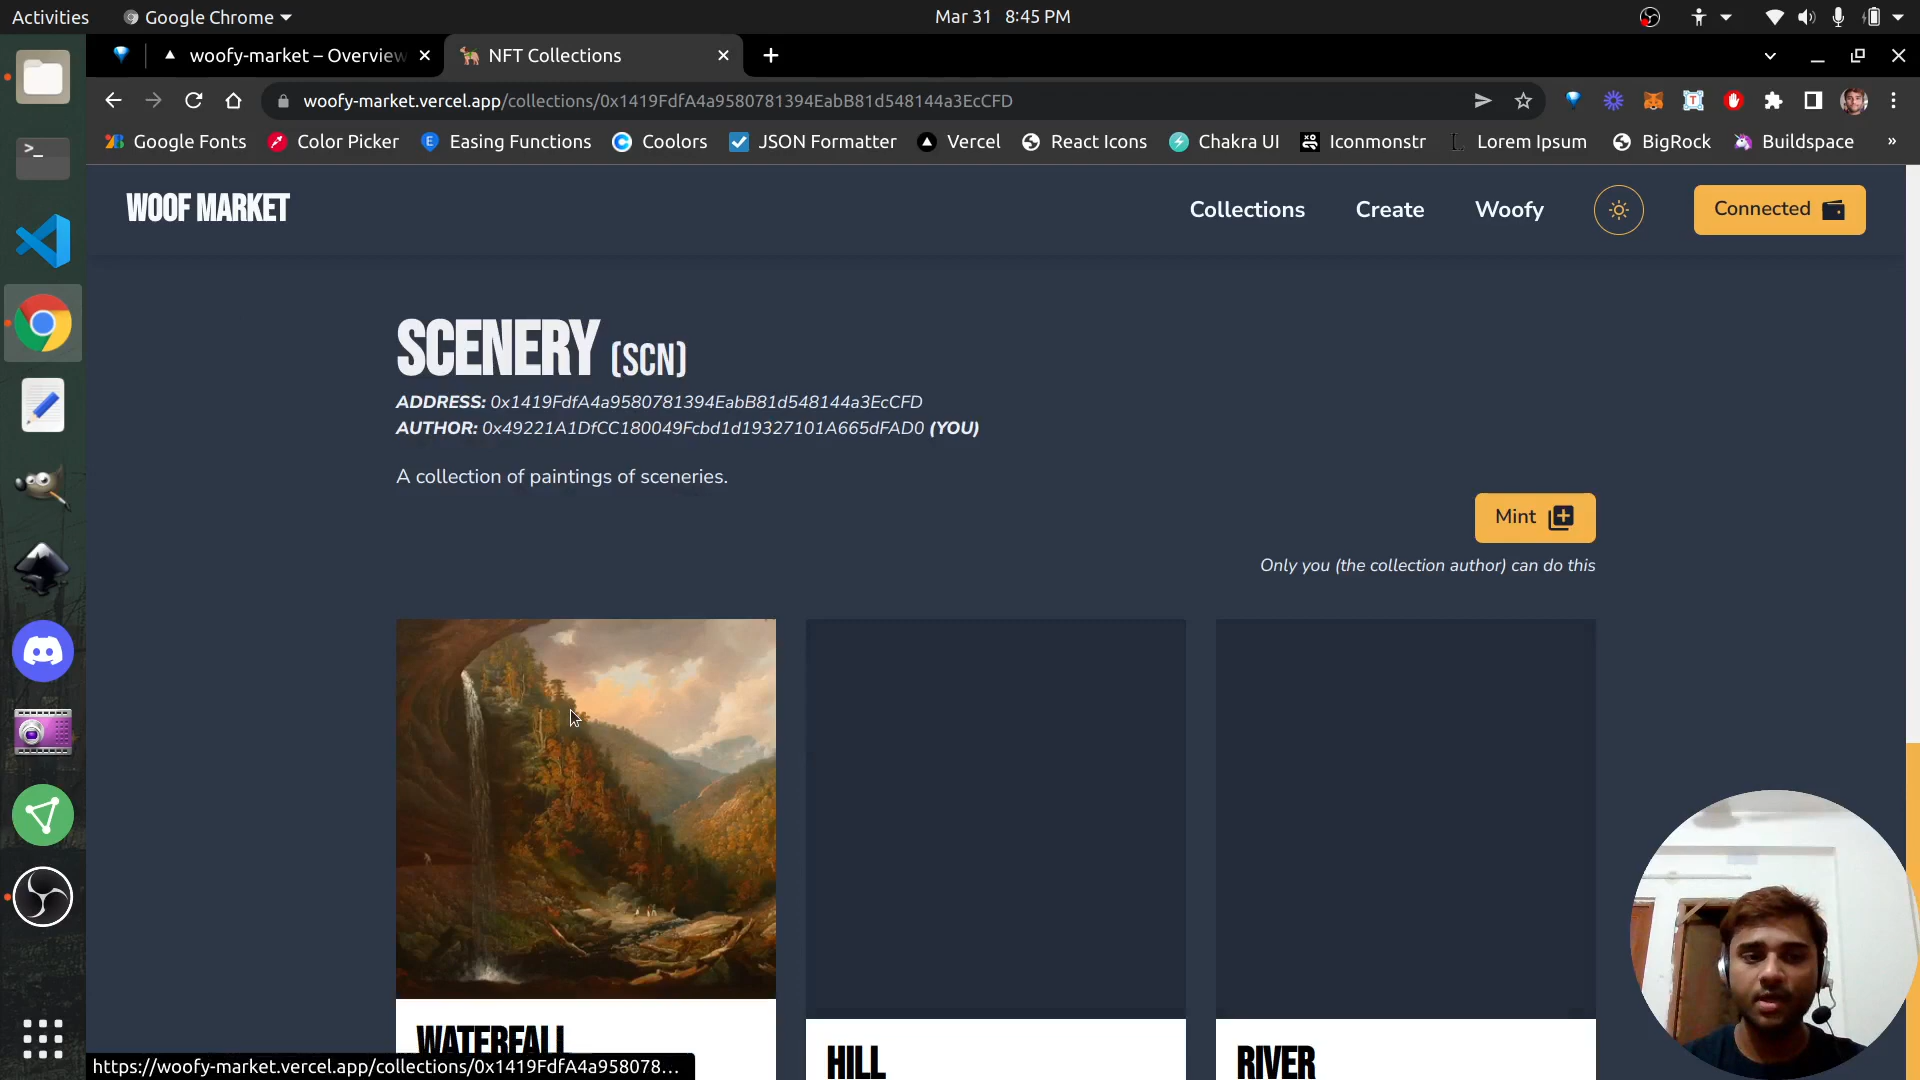 Activities
Google Chrome
Mar 31 8:45 PM
woofy-market – Overview
NFT Collections
woofy-market.vercel.app/collections/0x1419FdfA4a9580781394EabB81d548144a3EcCFD
Google Fonts
Color Picker
Easing Functions
Coolors
JSON Formatter
Vercel
React Icons
Chakra UI
Iconmonstr
Lorem Ipsum
BigRock
Buildspace
»
WOOF MARKET
Collections
Create
Woofy
Connected
SCENERY (SCN)
ADDRESS: 0x1419FdfA4a9580781394EabB81d548144a3EcCFD
AUTHOR: 0x49221A1DfCC180049Fcbd1d19327101A665dFAD0 (YOU)
A collection of paintings of sceneries.
Mint
Only you (the collection author) can do this
WATERFALL
HILL
RIVER
https://woofy-market.vercel.app/collections/0x1419FdfA4a958078...